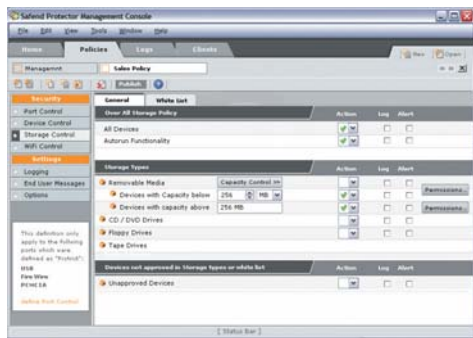 Safend Protector Management Console
File Edit View Tools Window Help
Home Policies Logs Clients
New Open
Managemnt Sales Policy
Publish
Security
Port Control
Device Control
Storage Control
WiFi Control
Settings
Logging
End User Messages
Options
This definition only
apply to the following
ports which were
defined as "Protrid":
USB
Fire Wire
PCMCIA
define Port Control
General White List
Over All Storage Policy Action Log Alert
All Devices
Autorun Functionality
Storage Types Action Log Alert
Removable Media Capacity Control >>
Devices with Capacity below 256 MB Permissions..
Devices with capacity above 256 MB Permissions..
CD / DVD Drives
Floppy Drives
Tape Drives
Devices not approved in Storage types or white list Action Log Alert
Unapproved Devices
[ Status Bar ]